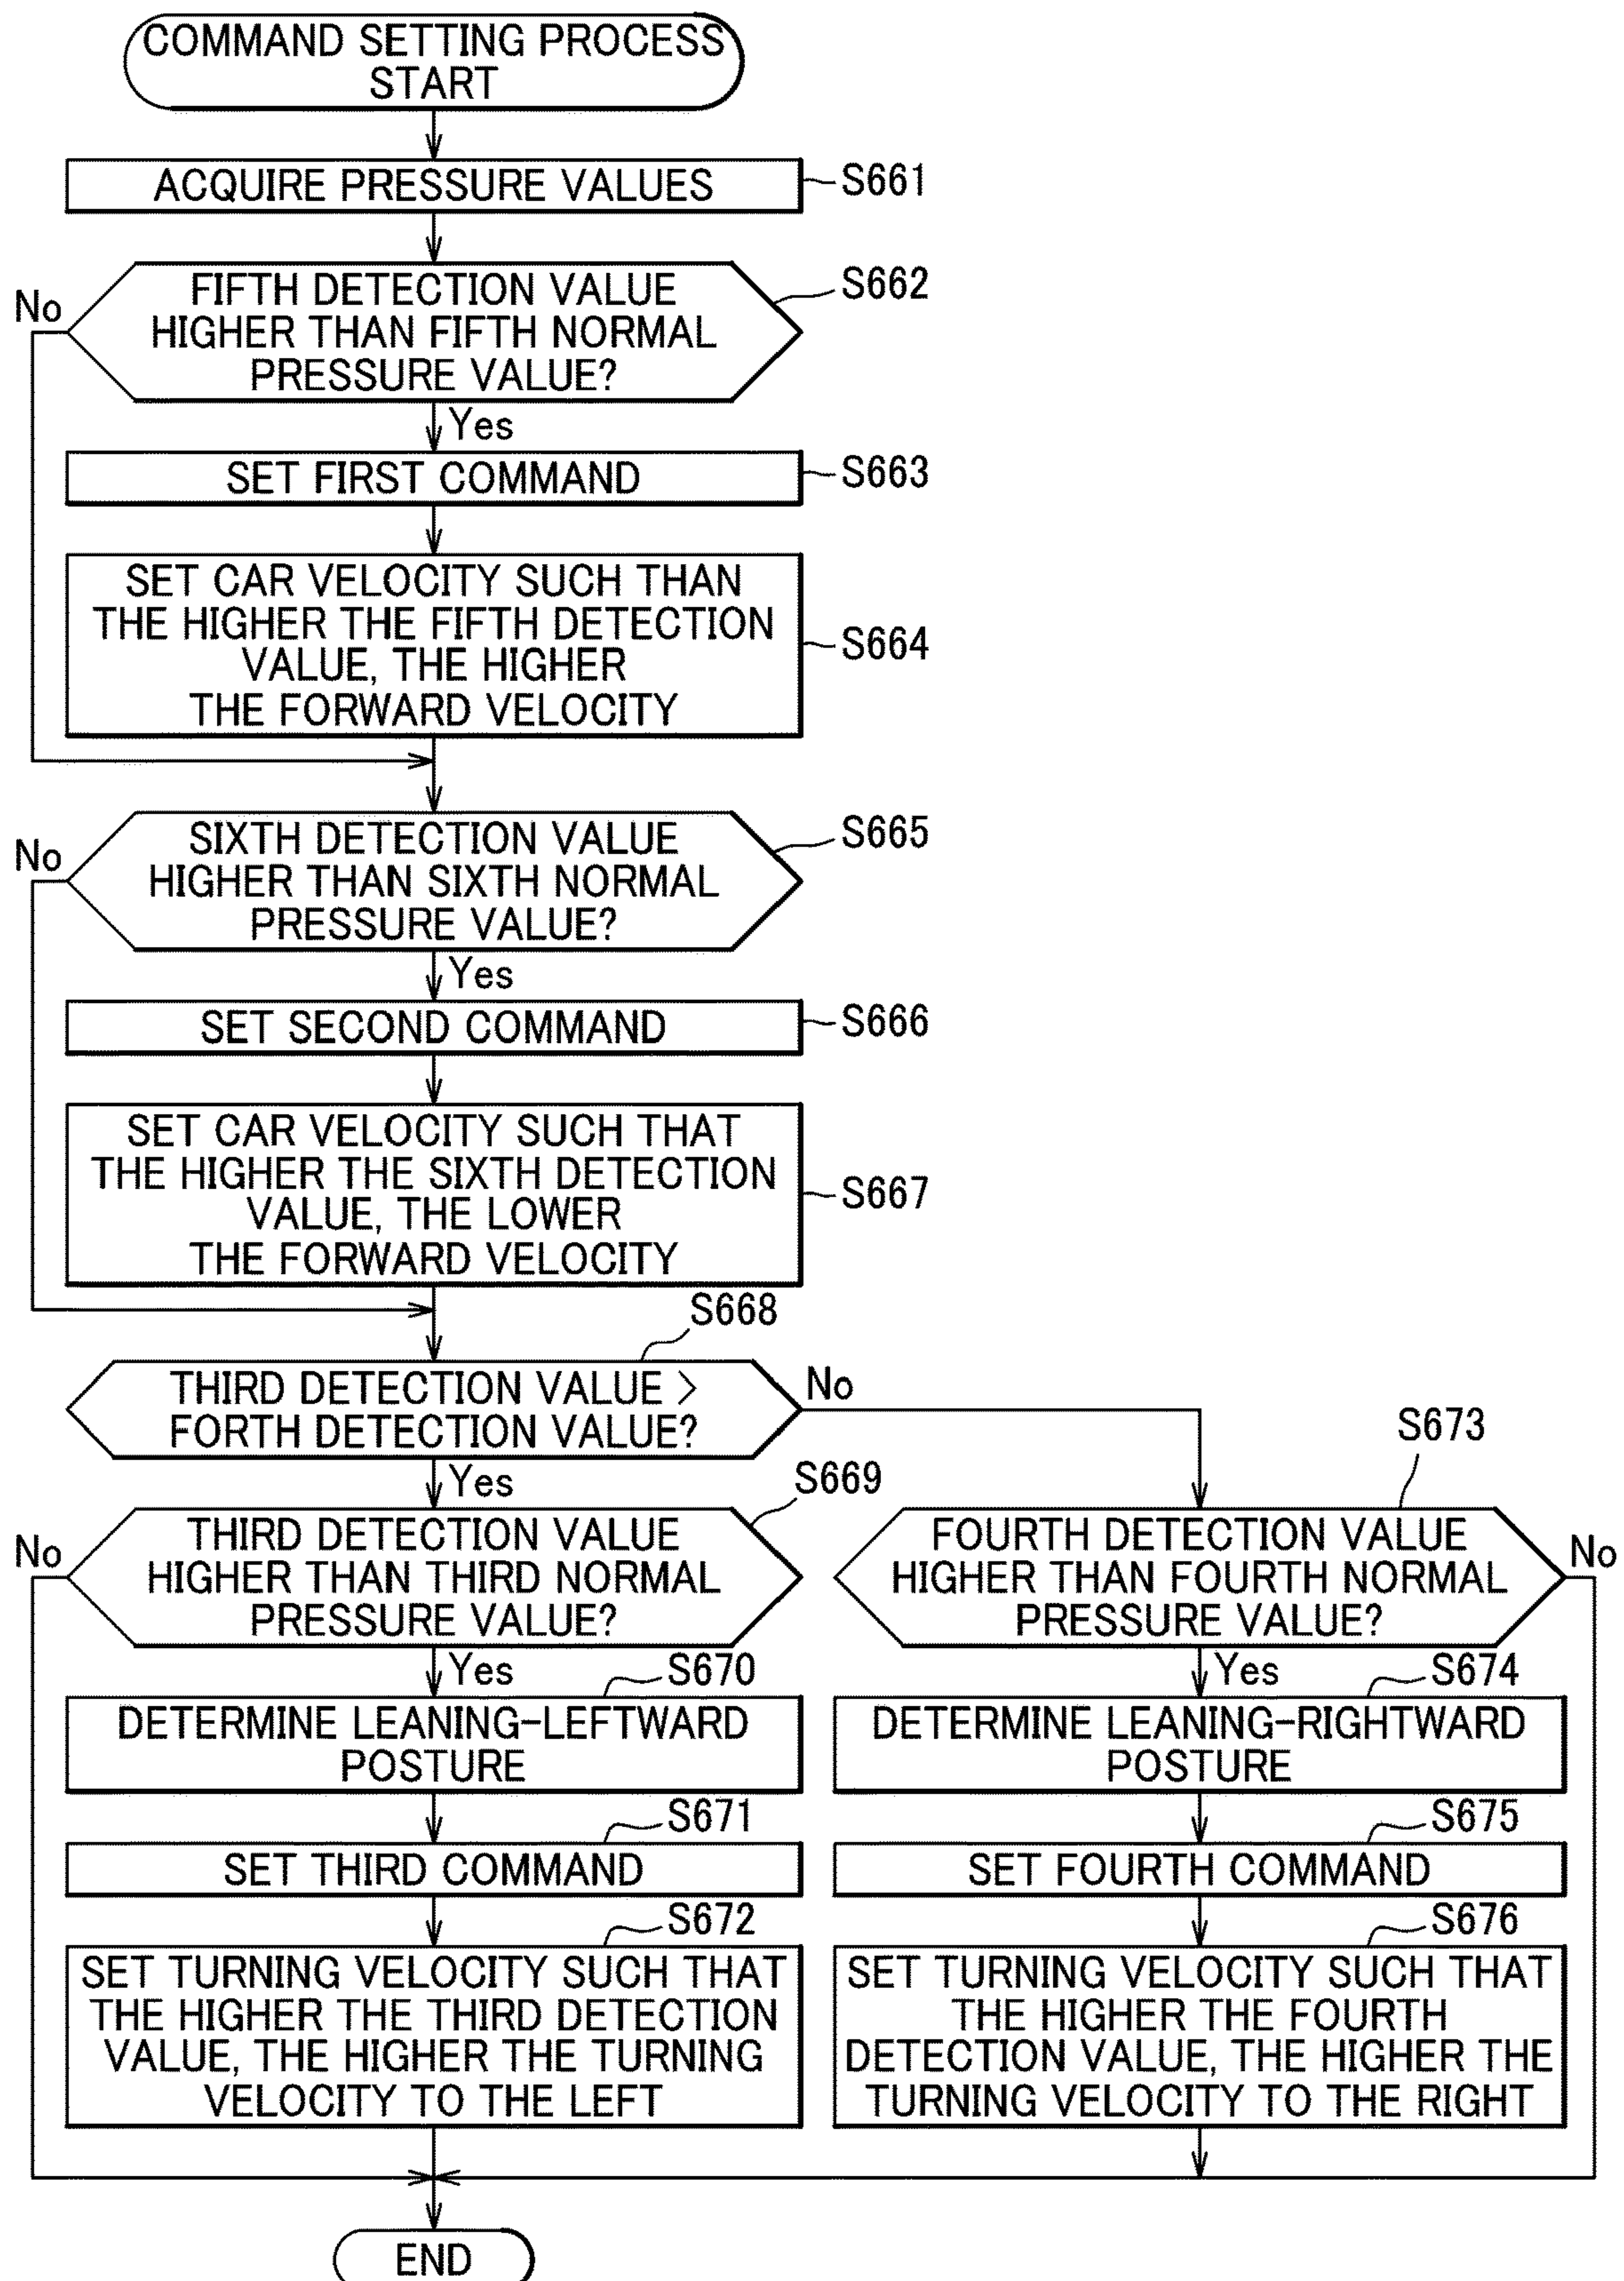 COMMAND SETTING PROCESS
START
ACQUIRE PRESSURE VALUES
S661
FIFTH DETECTION VALUE
HIGHER THAN FIFTH NORMAL
PRESSURE VALUE?
S662
No
Yes
SET FIRST COMMAND
S663
SET CAR VELOCITY SUCH THAN
THE HIGHER THE FIFTH DETECTION
VALUE, THE HIGHER
THE FORWARD VELOCITY
S664
SIXTH DETECTION VALUE
HIGHER THAN SIXTH NORMAL
PRESSURE VALUE?
S665
No
Yes
SET SECOND COMMAND
S666
SET CAR VELOCITY SUCH THAT
THE HIGHER THE SIXTH DETECTION
VALUE, THE LOWER
THE FORWARD VELOCITY
S667
S668
THIRD DETECTION VALUE >
FORTH DETECTION VALUE?
No
Yes
S669
THIRD DETECTION VALUE
HIGHER THAN THIRD NORMAL
PRESSURE VALUE?
No
Yes
S670
DETERMINE LEANING-LEFTWARD
POSTURE
S671
SET THIRD COMMAND
S672
SET TURNING VELOCITY SUCH THAT
THE HIGHER THE THIRD DETECTION
VALUE, THE HIGHER THE TURNING
VELOCITY TO THE LEFT
S673
FOURTH DETECTION VALUE
HIGHER THAN FOURTH NORMAL
PRESSURE VALUE?
No
Yes
S674
DETERMINE LEANING-RIGHTWARD
POSTURE
S675
SET FOURTH COMMAND
S676
SET TURNING VELOCITY SUCH THAT
THE HIGHER THE FOURTH
DETECTION VALUE, THE HIGHER THE
TURNING VELOCITY TO THE RIGHT
END